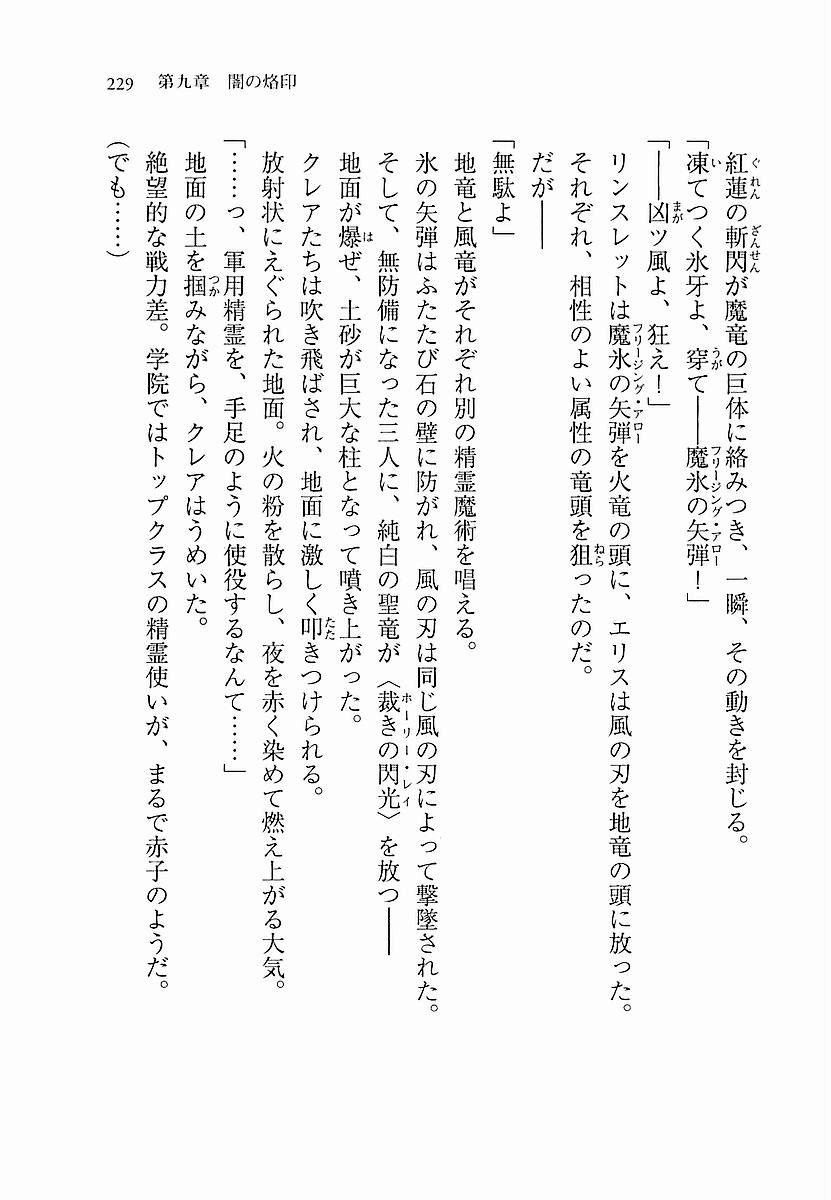 229　第九章　闇の烙印
紅蓮の斬閃が魔竜の巨体に絡みつき、一瞬、その動きを封じる。
「凍てつく氷牙よ、穿て――魔氷の矢弾！」
「――凶ツ風よ、狂え！」
リンスレットは魔氷の矢弾を火竜の頭に、エリスは風の刃を地竜の頭に放った。
それぞれ、相性のよい属性の竜頭を狙ったのだ。
だが――
「無駄よ」
地竜と風竜がそれぞれ別の精霊魔術を唱える。
氷の矢弾はふたたび石の壁に防がれ、風の刃は同じ風の刃によって撃墜された。
そして、無防備になった三人に、純白の聖竜が〈裁きの閃光〉を放つ――
地面が爆ぜ、土砂が巨大な柱となって噴き上がった。
クレアたちは吹き飛ばされ、地面に激しく叩きつけられる。
放射状にえぐられた地面。火の粉を散らし、夜を赤く染めて燃え上がる大気。
「……っ、軍用精霊を、手足のように使役するなんて……」
地面の土を掴みながら、クレアはうめいた。
絶望的な戦力差。学院ではトップクラスの精霊使いが、まるで赤子のようだ。
（でも……）